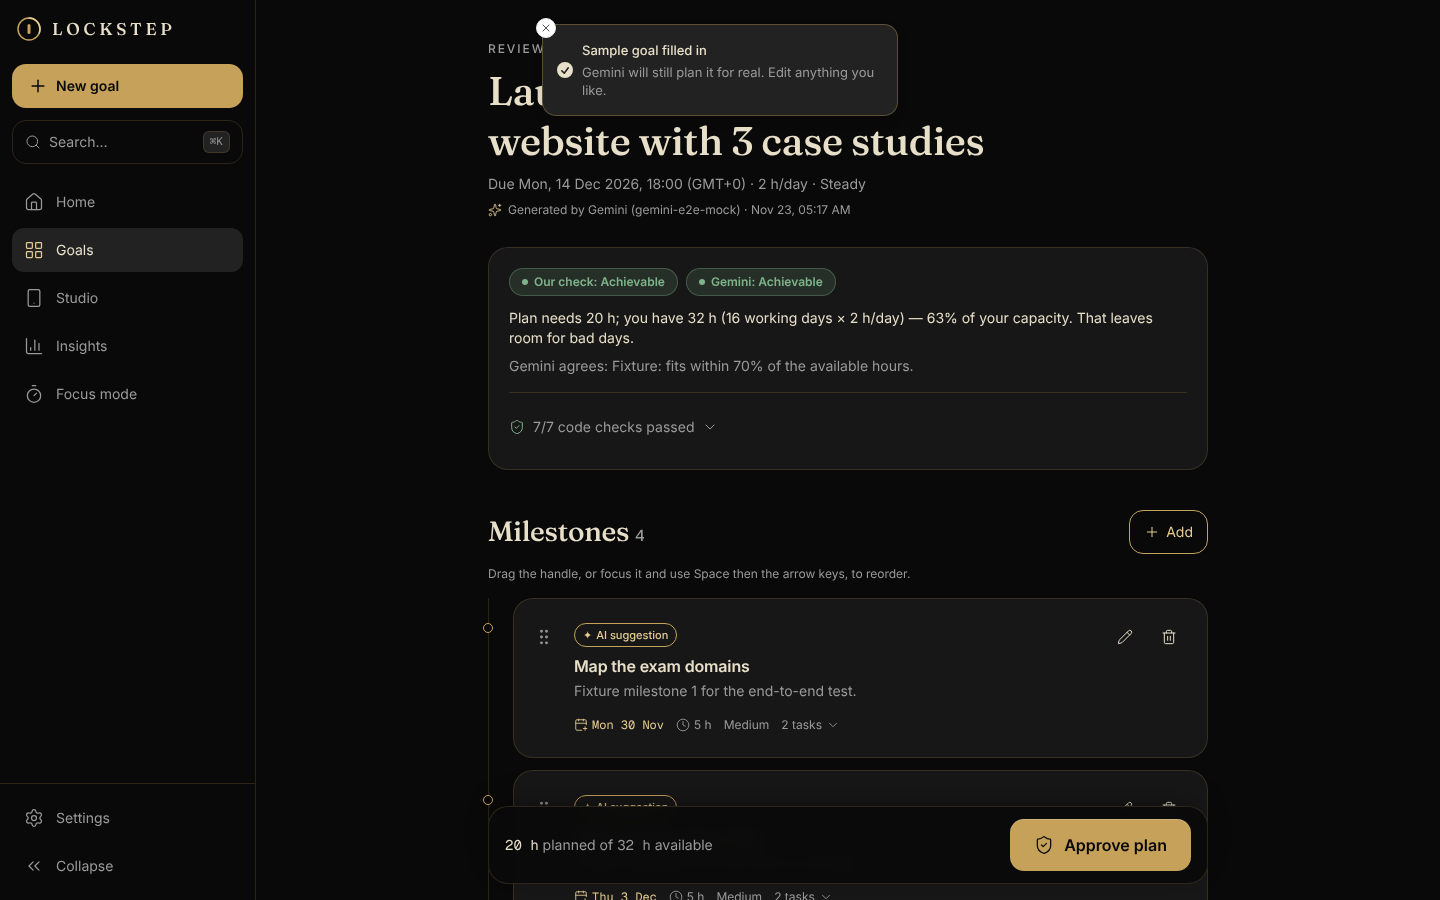 LOCKSTEP
New goal
Search...
⌘K
Home
Goals
Studio
Insights
Focus mode
Settings
Collapse
REVIEW
Sample goal filled in
Gemini will still plan it for real. Edit anything you
like.
website with 3 case studies
Due Mon, 14 Dec 2026, 18:00 (GMT+0) · 2 h/day · Steady
Generated by Gemini (gemini-e2e-mock) · Nov 23, 05:17 AM
Our check: Achievable
Gemini: Achievable
Plan needs 20 h; you have 32 h (16 working days × 2 h/day) — 63% of your capacity. That leaves
room for bad days.
Gemini agrees: Fixture: fits within 70% of the available hours.
7/7 code checks passed
Milestones 4
Add
Drag the handle, or focus it and use Space then the arrow keys, to reorder.
AI suggestion
Map the exam domains
Fixture milestone 1 for the end-to-end test.
Mon 30 Nov 5 h Medium 2 tasks
AI suggestion
20 h planned of 32 h available
Approve plan
Thu 3 Dec 5 h Medium 2 tasks